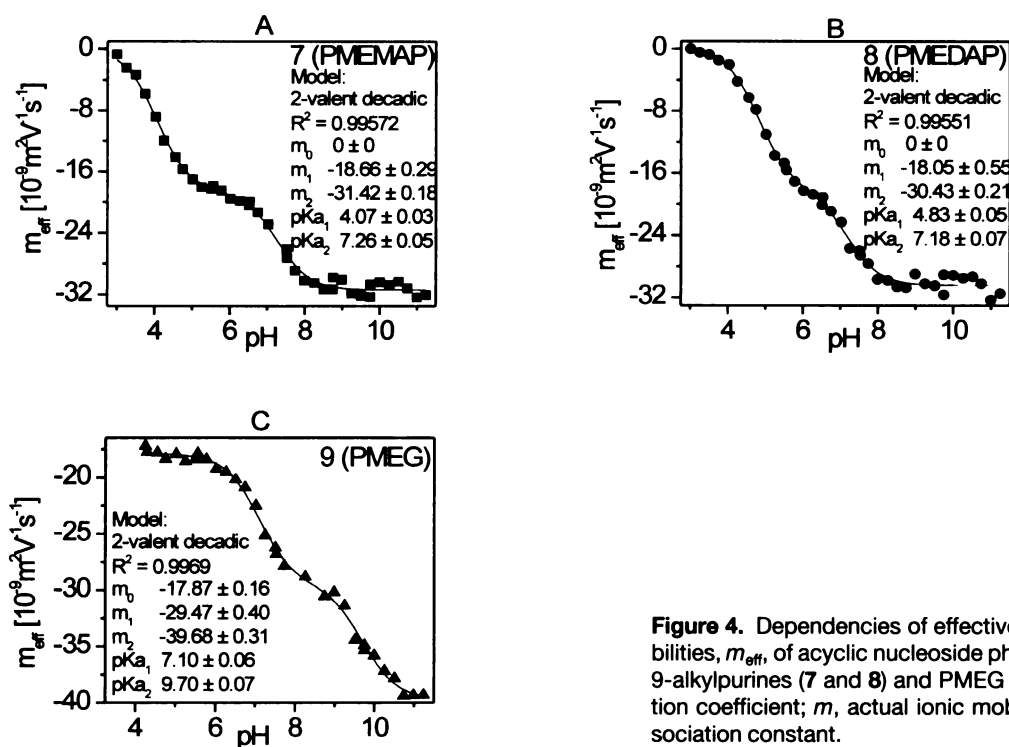 A
7 (PMEMAP)
Model:
2-valent decadic
R² = 0.99572
m₀ 0 ± 0
m₁ -18.66 ± 0.29
m₂ -31.42 ± 0.18
pKa₁ 4.07 ± 0.03
pKa₂ 7.26 ± 0.05
m_eff [10⁻⁹m²V⁻¹s⁻¹]
0
-8
-16
-24
-32
4 6 8 10
pH
B
8 (PMEDAP)
Model:
2-valent decadic
R² = 0.99551
m₀ 0 ± 0
m₁ -18.05 ± 0.55
m₂ -30.43 ± 0.21
pKa₁ 4.83 ± 0.05
pKa₂ 7.18 ± 0.07
m_eff [10⁻⁹m²V⁻¹s⁻¹]
0
-8
-16
-24
-32
4 6 8 10
pH
C
9 (PMEG)
Model:
2-valent decadic
R² = 0.9969
m₀ -17.87 ± 0.16
m₁ -29.47 ± 0.40
m₂ -39.68 ± 0.31
pKa₁ 7.10 ± 0.06
pKa₂ 9.70 ± 0.07
m_eff [10⁻⁹m²V⁻¹s⁻¹]
-20
-25
-30
-35
-40
4 6 8 10
pH
Figure 4. Dependencies of effective
bilities, m_eff, of acyclic nucleoside ph
9-alkylpurines (7 and 8) and PMEG
tion coefficient; m, actual ionic mob
sociation constant.